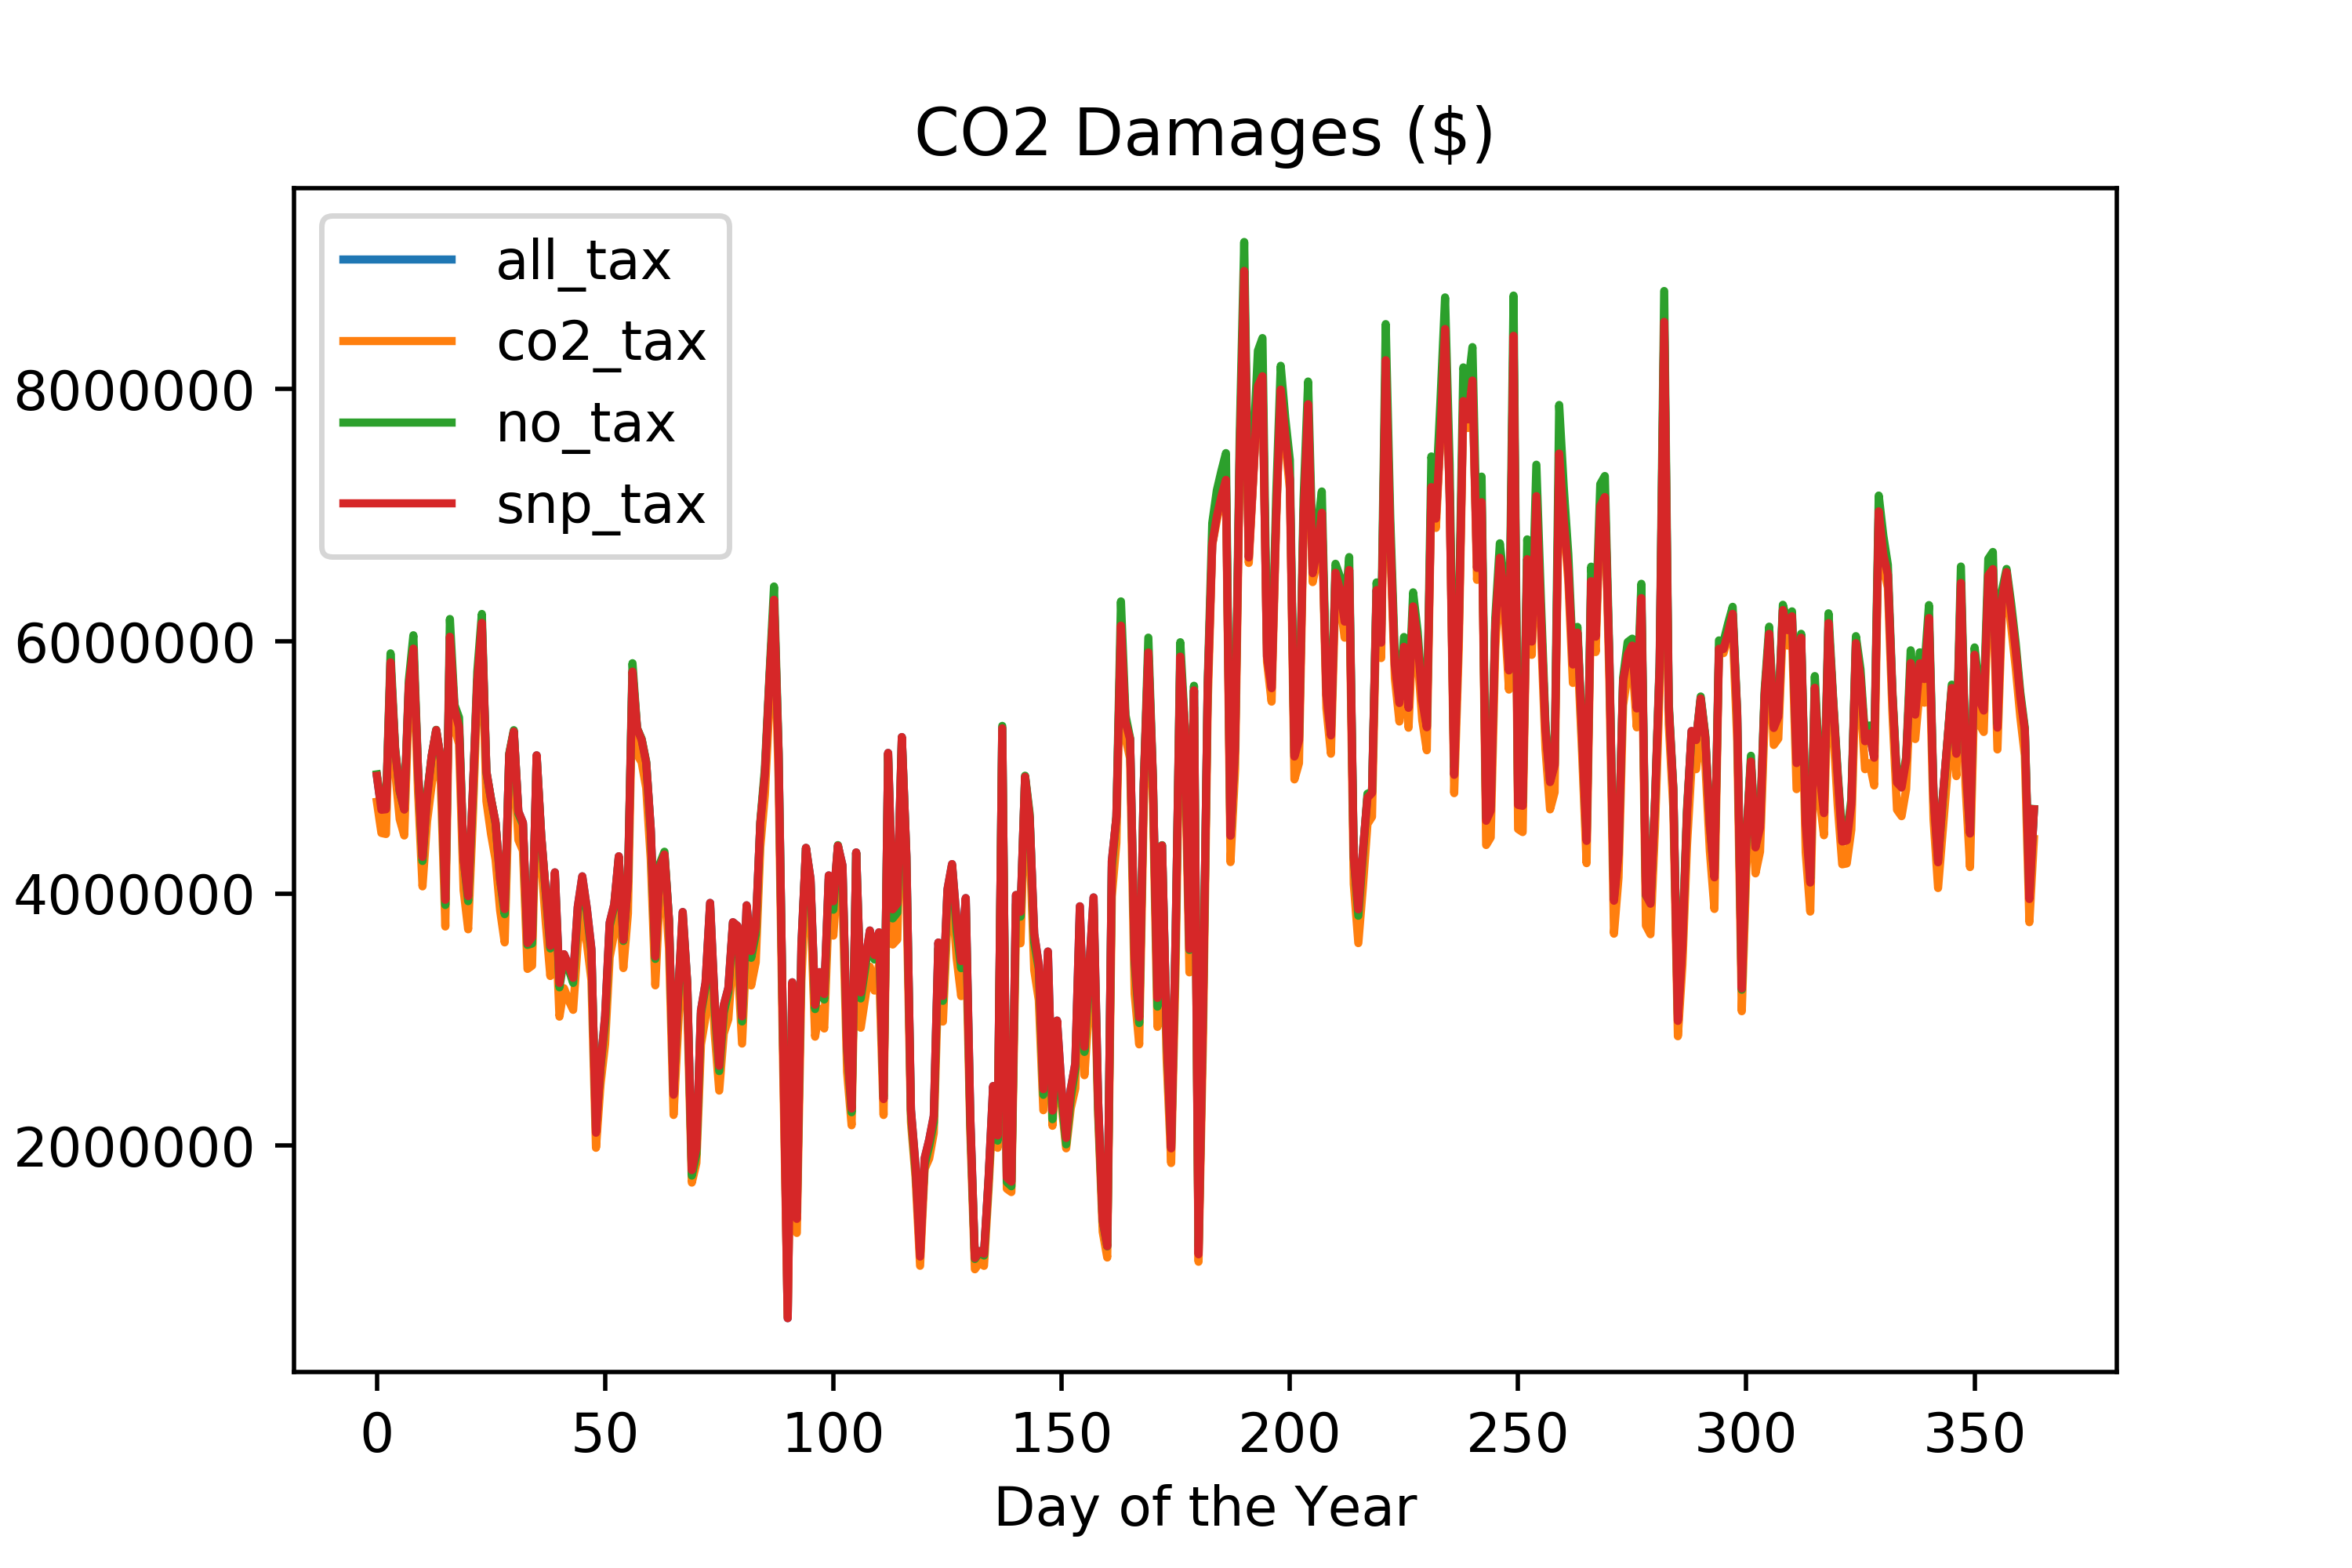 CO2 Damages ($)
all_tax
co2_tax
no_tax
snp_tax
8000000
6000000
4000000
2000000
0 50 100 150 200 250 300 350
Day of the Year